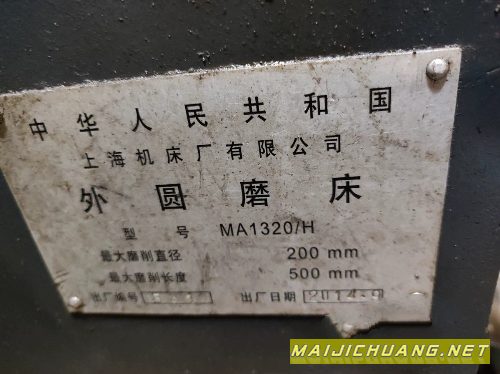 中华人民共和国
上海机床厂有限公司
外圆磨床
型号 MA1320/H
最大磨削直径 200 mm
最大磨削长度 500 mm
出厂编号 出厂日期 2014.9
MAIJICHUANG.NET